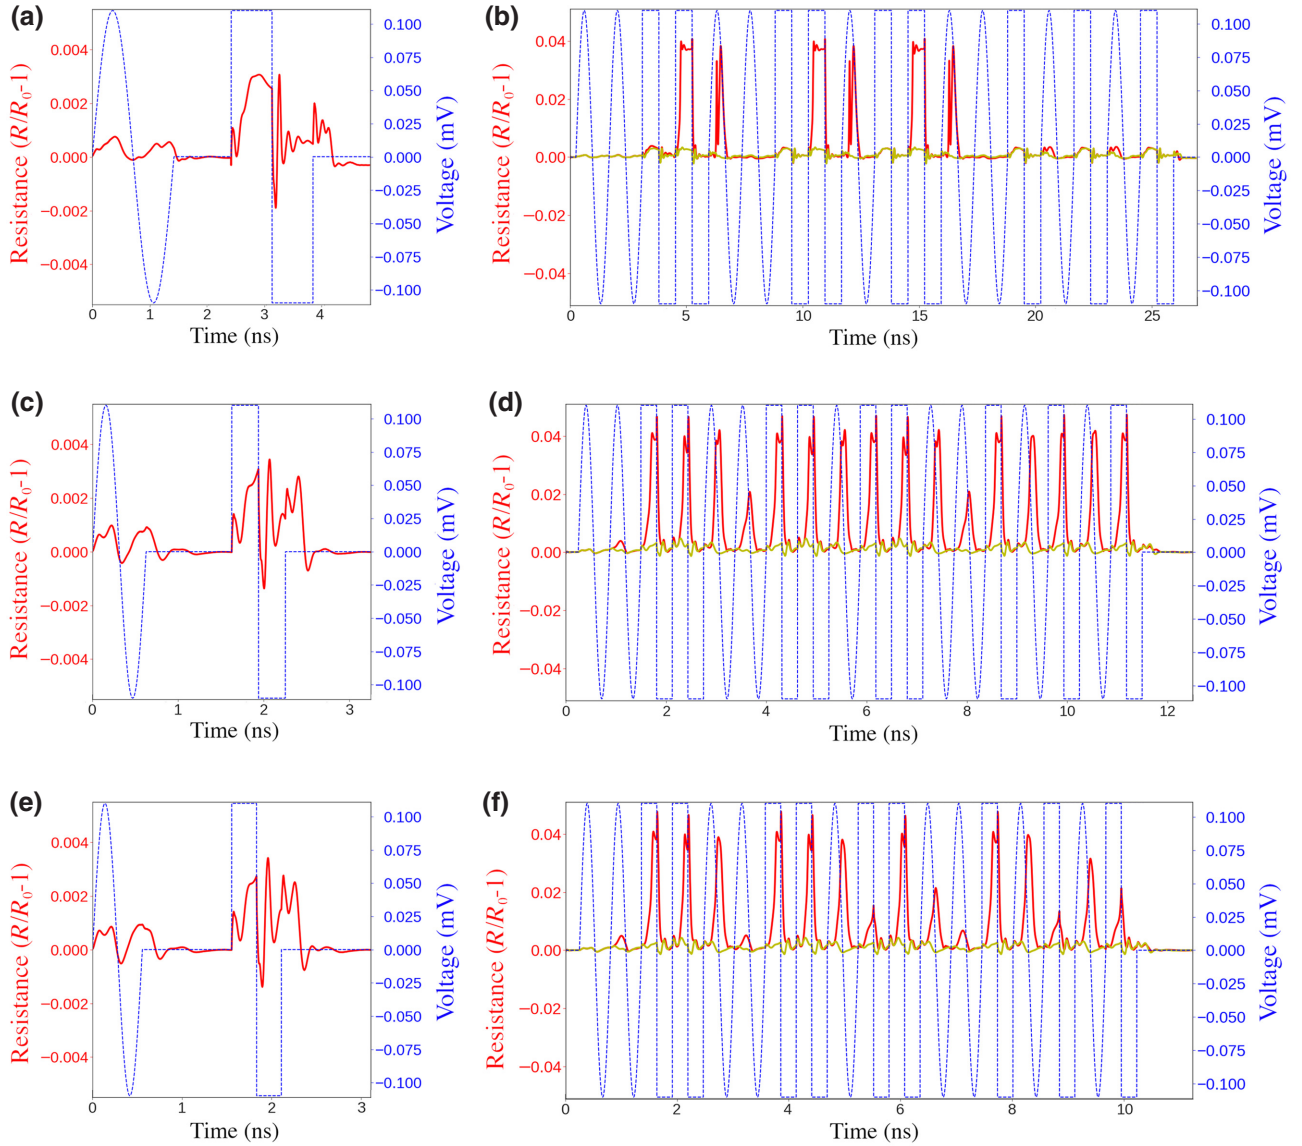 (a)
Resistance (R/R0-1)
0.004
0.002
0.000
−0.002
−0.004
0.100
0.075
0.050
0.025
0.000
−0.025
−0.050
−0.075
−0.100
Voltage (mV)
0 1 2 3 4
Time (ns)
(b)
Resistance (R/R0-1)
0.04
0.02
0.00
−0.02
−0.04
0.100
0.075
0.050
0.025
0.000
−0.025
−0.050
−0.075
−0.100
Voltage (mV)
0 5 10 15 20 25
Time (ns)
(c)
Resistance (R/R0-1)
0.004
0.002
0.000
−0.002
−0.004
0.100
0.075
0.050
0.025
0.000
−0.025
−0.050
−0.075
−0.100
Voltage (mV)
0 1 2 3
Time (ns)
(d)
Resistance (R/R0-1)
0.04
0.02
0.00
−0.02
−0.04
0.100
0.075
0.050
0.025
0.000
−0.025
−0.050
−0.075
−0.100
Voltage (mV)
0 2 4 6 8 10 12
Time (ns)
(e)
Resistance (R/R0-1)
0.004
0.002
0.000
−0.002
−0.004
0.100
0.075
0.050
0.025
0.000
−0.025
−0.050
−0.075
−0.100
Voltage (mV)
0 1 2 3
Time (ns)
(f)
Resistance (R/R0-1)
0.04
0.02
0.00
−0.02
−0.04
0.100
0.075
0.050
0.025
0.000
−0.025
−0.050
−0.075
−0.100
Voltage (mV)
0 2 4 6 8 10
Time (ns)